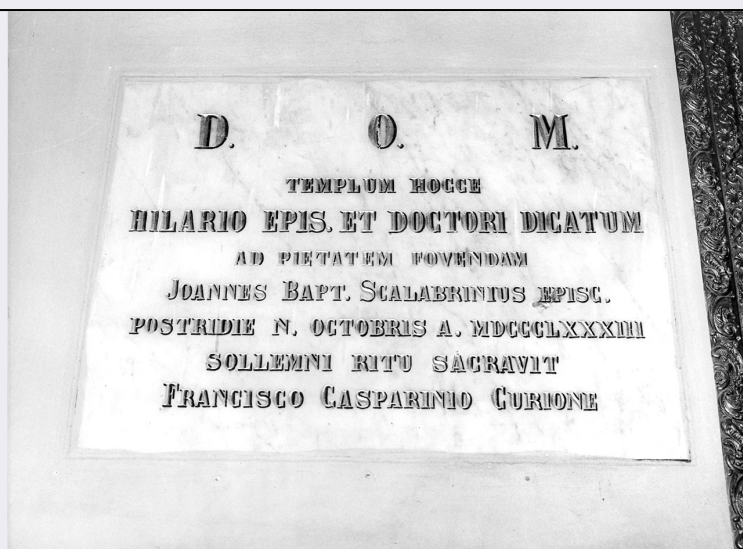 D. O. M.
TEMPLUM HOCCE
HILARIO EPIS. ET DOCTORI DICATUM
AD PIETATEM FOVENDAM
JOANNES BAPT. SCALABRINIUS EPISC.
POSTRIDIE N. OCTOBRIS A. MDCCCLXXXIII
SOLLEMNI RITU SACRAVIT
FRANCISCO CASPARINIO CURIONE